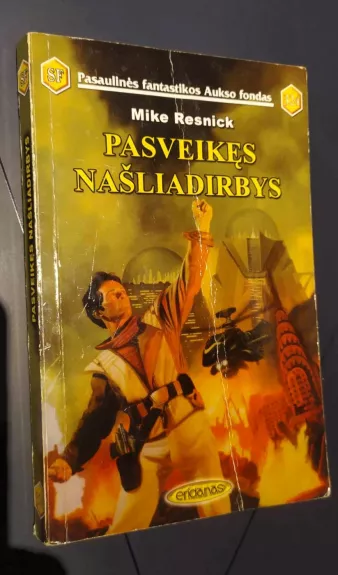 SF
Pasaulinės fantastikos Aukso fondas
Mike Resnick
PASVEIKĘS
NAŠLIADIRBYS
eridanas
PASVEIKĘS NAŠLIADIRBYS